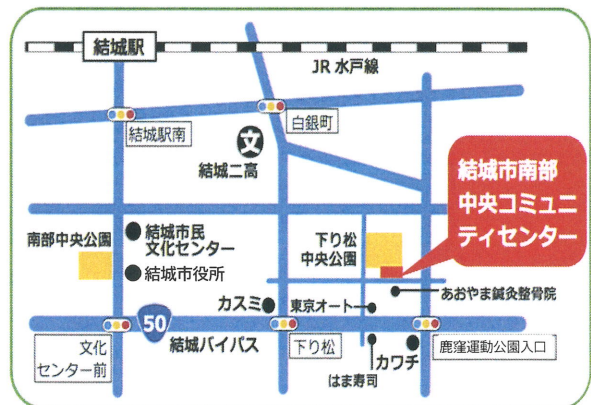 結城駅
JR 水戸線
結城駅南
白銀町
文
結城二高
結城市南部
中央コミュニ
ティセンター
南部中央公園
結城市民
文化センター
結城市役所
下り松
中央公園
カスミ
東京オート
あおやま鍼灸整骨院
50
文化
センター前
結城バイパス
下り松
はま寿司
カワチ
鹿窪運動公園入口